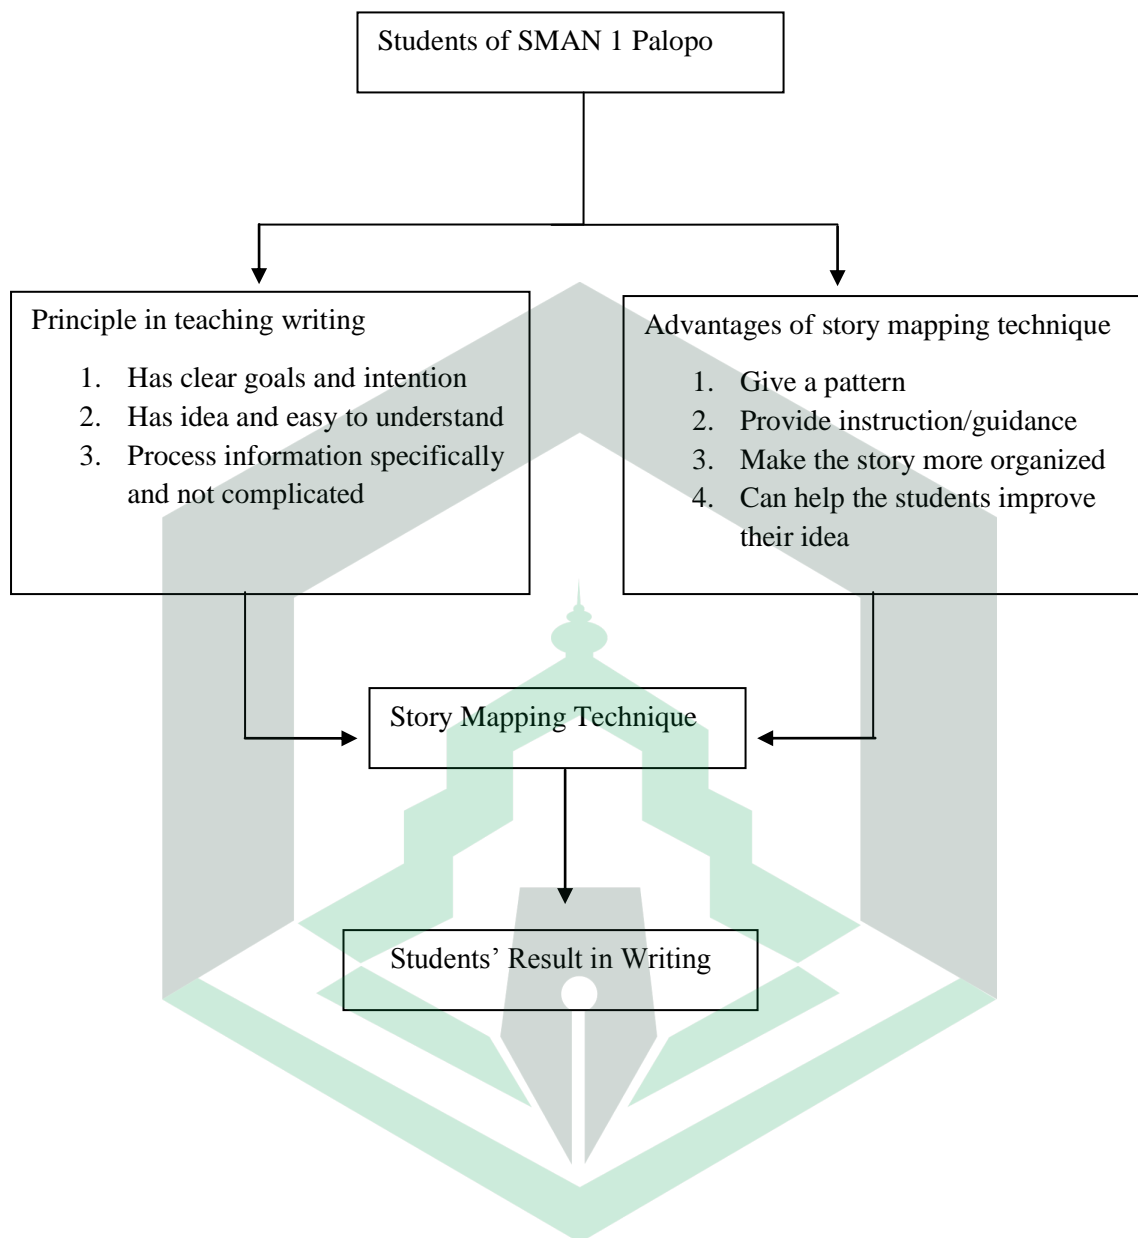 Students of SMAN 1 Palopo
Principle in teaching writing
1. Has clear goals and intention
2. Has idea and easy to understand
3. Process information specifically
and not complicated
Advantages of story mapping technique
1. Give a pattern
2. Provide instruction/guidance
3. Make the story more organized
4. Can help the students improve
their idea
Story Mapping Technique
Students’ Result in Writing